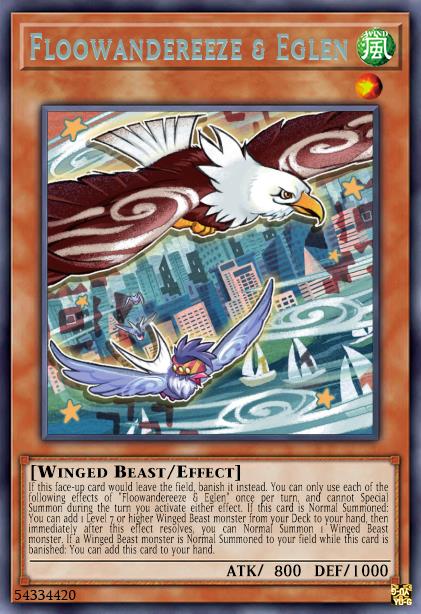 FLOOWANDEREEZE & EGLEN
WIND
風
[WINGED BEAST/EFFECT]
If this face-up card would leave the field, banish it instead. You can only use each of the
following effects of "Floowandereeze & Eglen" once per turn, and cannot Special
Summon during the turn you activate either effect. If this card is Normal Summoned:
You can add 1 Level 7 or higher Winged Beast monster from your Deck to your hand, then
immediately after this effect resolves, you can Normal Summon 1 Winged Beast
monster. If a Winged Beast monster is Normal Summoned to your field while this card is
banished: You can add this card to your hand.
ATK/ 800 DEF/1000
54334420